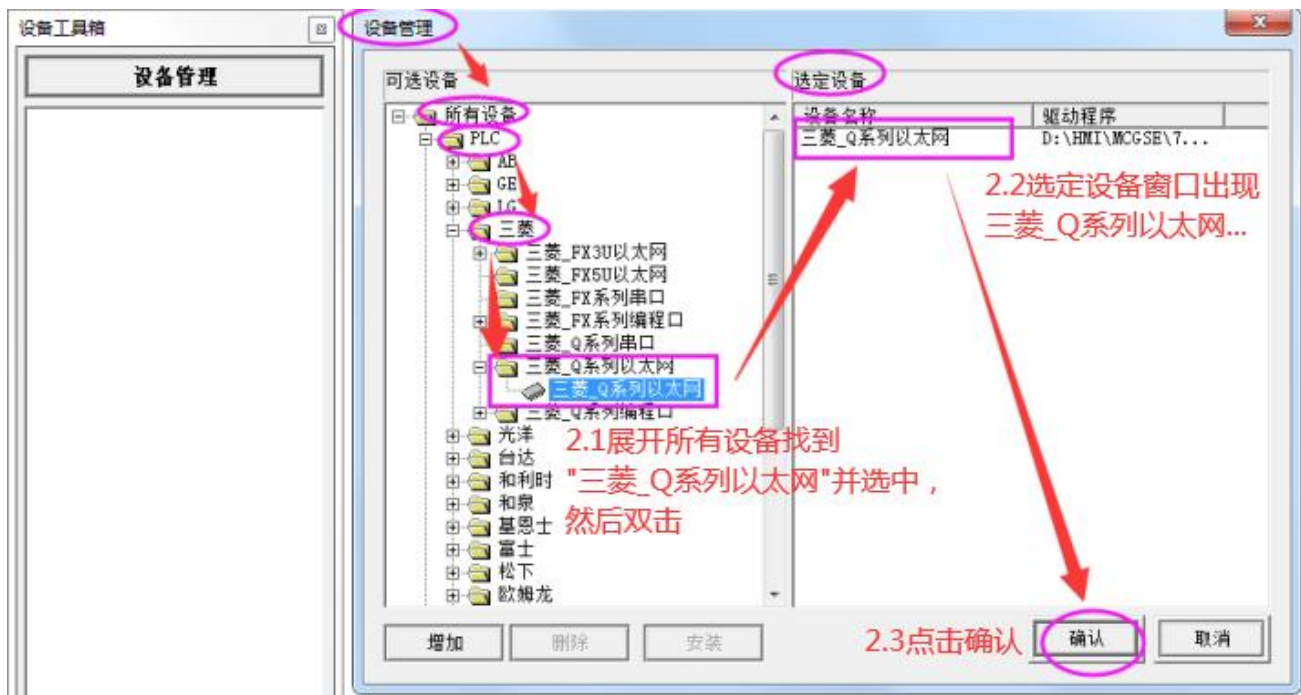 设备工具箱
设备管理
设备管理
可选设备
所有设备
PLC
AB
GE
LG
三菱
三菱_FX3U以太网
三菱_FX5U以太网
三菱_FX系列串口
三菱_FX系列编程口
三菱_Q系列串口
三菱_Q系列以太网
三菱_Q系列以太网
三菱_Q系列编程口
光洋
台达
和利时
和泉
基恩士
富士
松下
欧姆龙
选定设备
设备名称 驱动程序
三菱_Q系列以太网 D:\HMI\MCGSE\7...
2.2选定设备窗口出现
三菱_Q系列以太网...
2.1展开所有设备找到
"三菱_Q系列以太网"并选中，
然后双击
2.3点击确认
增加 删除 安装 确认 取消